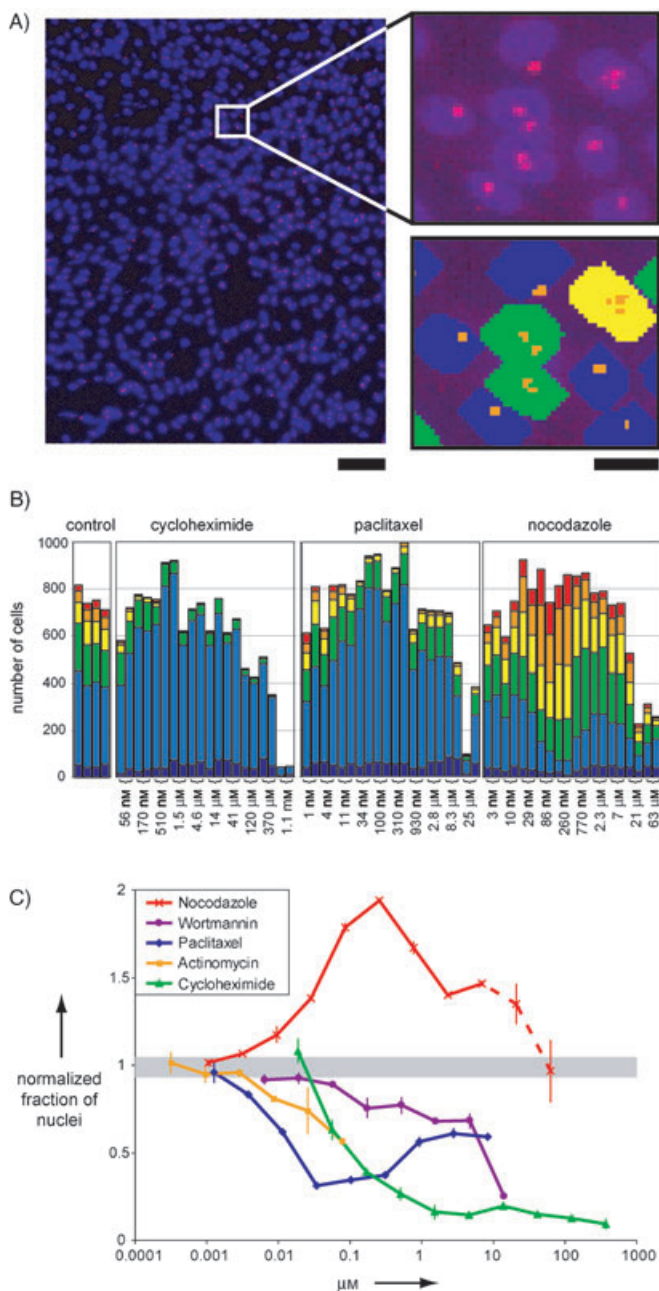 A)
B)
control
cycloheximide
paclitaxel
nocodazole
number of cells
1000
800
600
400
200
0
56 nM
170 nM
510 nM
1.5 µM
4.6 µM
14 µM
41 µM
120 µM
370 µM
1.1 mM
1 nM
4 nM
11 nM
34 nM
100 nM
310 nM
930 nM
2.8 µM
8.3 µM
25 µM
3 nM
10 nM
29 nM
86 nM
260 nM
770 nM
2.3 µM
7 µM
21 µM
63 µM
C)
2
1.5
1
0.5
0
normalized
fraction of
nuclei
Nocodazole
Wortmannin
Paclitaxel
Actinomycin
Cycloheximide
0.0001
0.001
0.01
0.1
1
10
100
1000
µM